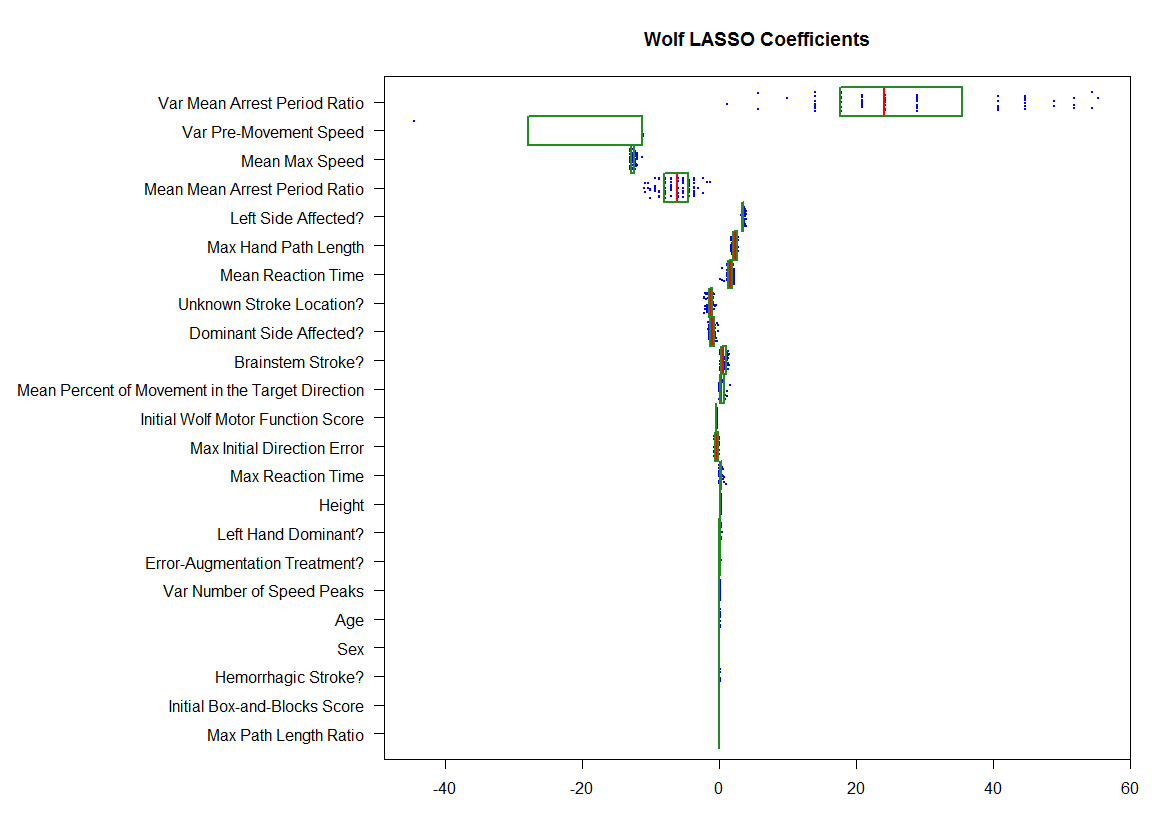 Wolf LASSO Coefficients
Var Mean Arrest Period Ratio
Var Pre-Movement Speed
Mean Max Speed
Mean Mean Arrest Period Ratio
Left Side Affected?
Max Hand Path Length
Mean Reaction Time
Unknown Stroke Location?
Dominant Side Affected?
Brainstem Stroke?
Mean Percent of Movement in the Target Direction
Initial Wolf Motor Function Score
Max Initial Direction Error
Max Reaction Time
Height
Left Hand Dominant?
Error-Augmentation Treatment?
Var Number of Speed Peaks
Age
Sex
Hemorrhagic Stroke?
Initial Box-and-Blocks Score
Max Path Length Ratio
-40 -20 0 20 40 60